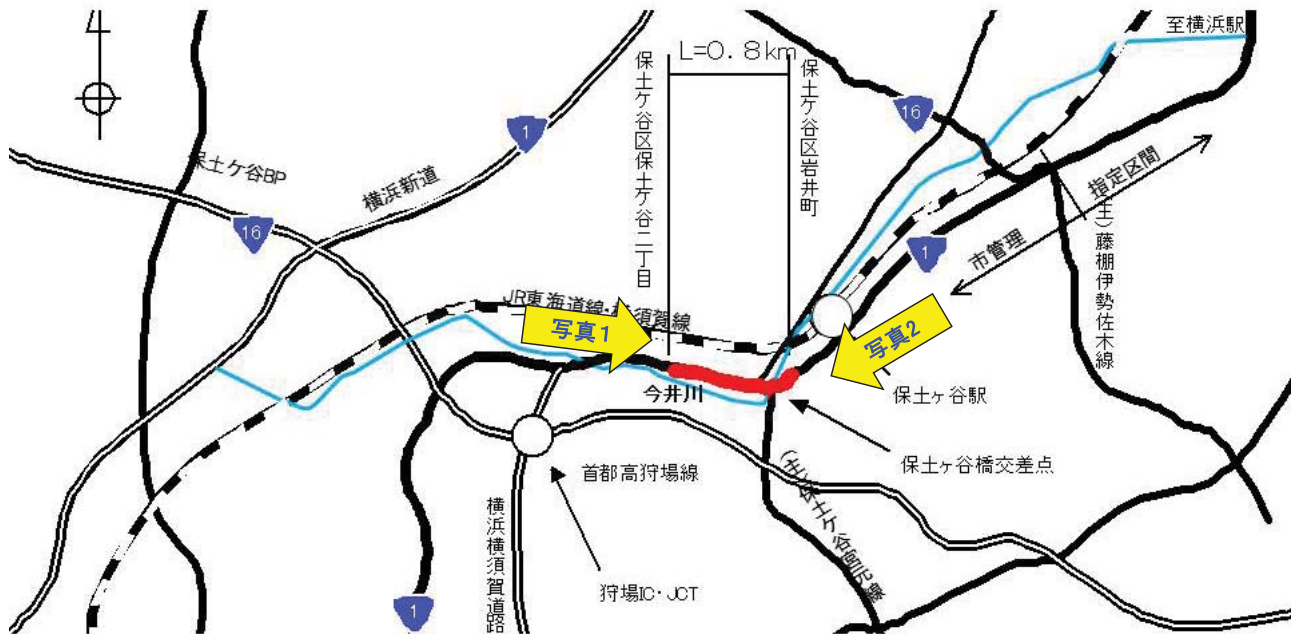 至横浜駅
L=0.8km
保土ケ谷区保土ケ谷二丁目
保土ケ谷区岩井町
16
1
保土ケ谷BP
横浜新道
16
指定区間
市管理
1
(主)藤棚伊勢佐木線
JR東海道線・横須賀線
写真1
写真2
今井川
保土ヶ谷駅
保土ヶ谷橋交差点
首都高狩場線
(主)保土ケ谷宮元線
横浜横須賀道路
狩場IC・JCT
1